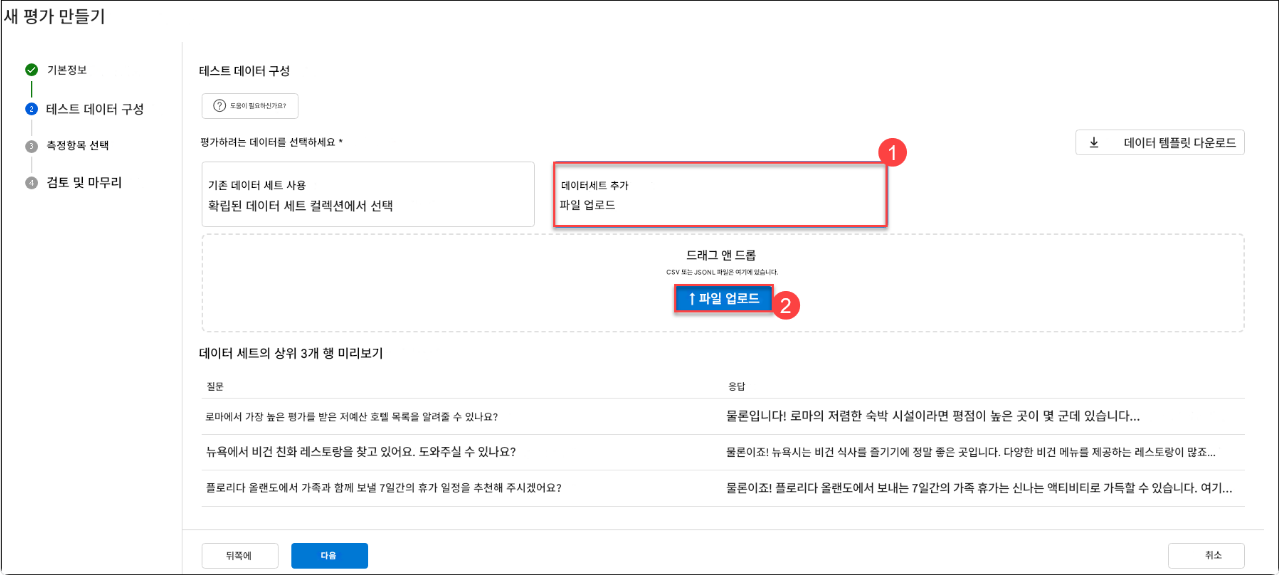 새 평가 만들기
기본정보
2 테스트 데이터 구성
3 측정항목 선택
4 검토 및 마무리
테스트 데이터 구성
? 도움이 필요하신가요?
평가하려는 데이터를 선택하세요 *
데이터 템플릿 다운로드
1
기존 데이터 세트 사용
확립된 데이터 세트 컬렉션에서 선택
데이터세트 추가
파일 업로드
드래그 앤 드롭
CSV 또는 JSONL 파일은 여기에 있습니다.
↑ 파일 업로드
2
데이터 세트의 상위 3개 행 미리보기
질문 응답
로마에서 가장 높은 평가를 받은 저예산 호텔 목록을 알려줄 수 있나요? 물론입니다! 로마의 저렴한 숙박 시설이라면 평점이 높은 곳이 몇 군데 있습니다...
뉴욕에서 비건 친화 레스토랑을 찾고 있어요. 도와주실 수 있나요? 물론이죠! 뉴욕시는 비건 식사를 즐기기에 정말 좋은 곳입니다. 다양한 비건 메뉴를 제공하는 레스토랑이 많죠...
플로리다 올랜도에서 가족과 함께 보낼 7일간의 휴가 일정을 추천해 주시겠어요? 물론이죠! 플로리다 올랜도에서 보내는 7일간의 가족 휴가는 신나는 액티비티로 가득할 수 있습니다. 여기...
뒤쪽에 다음 취소